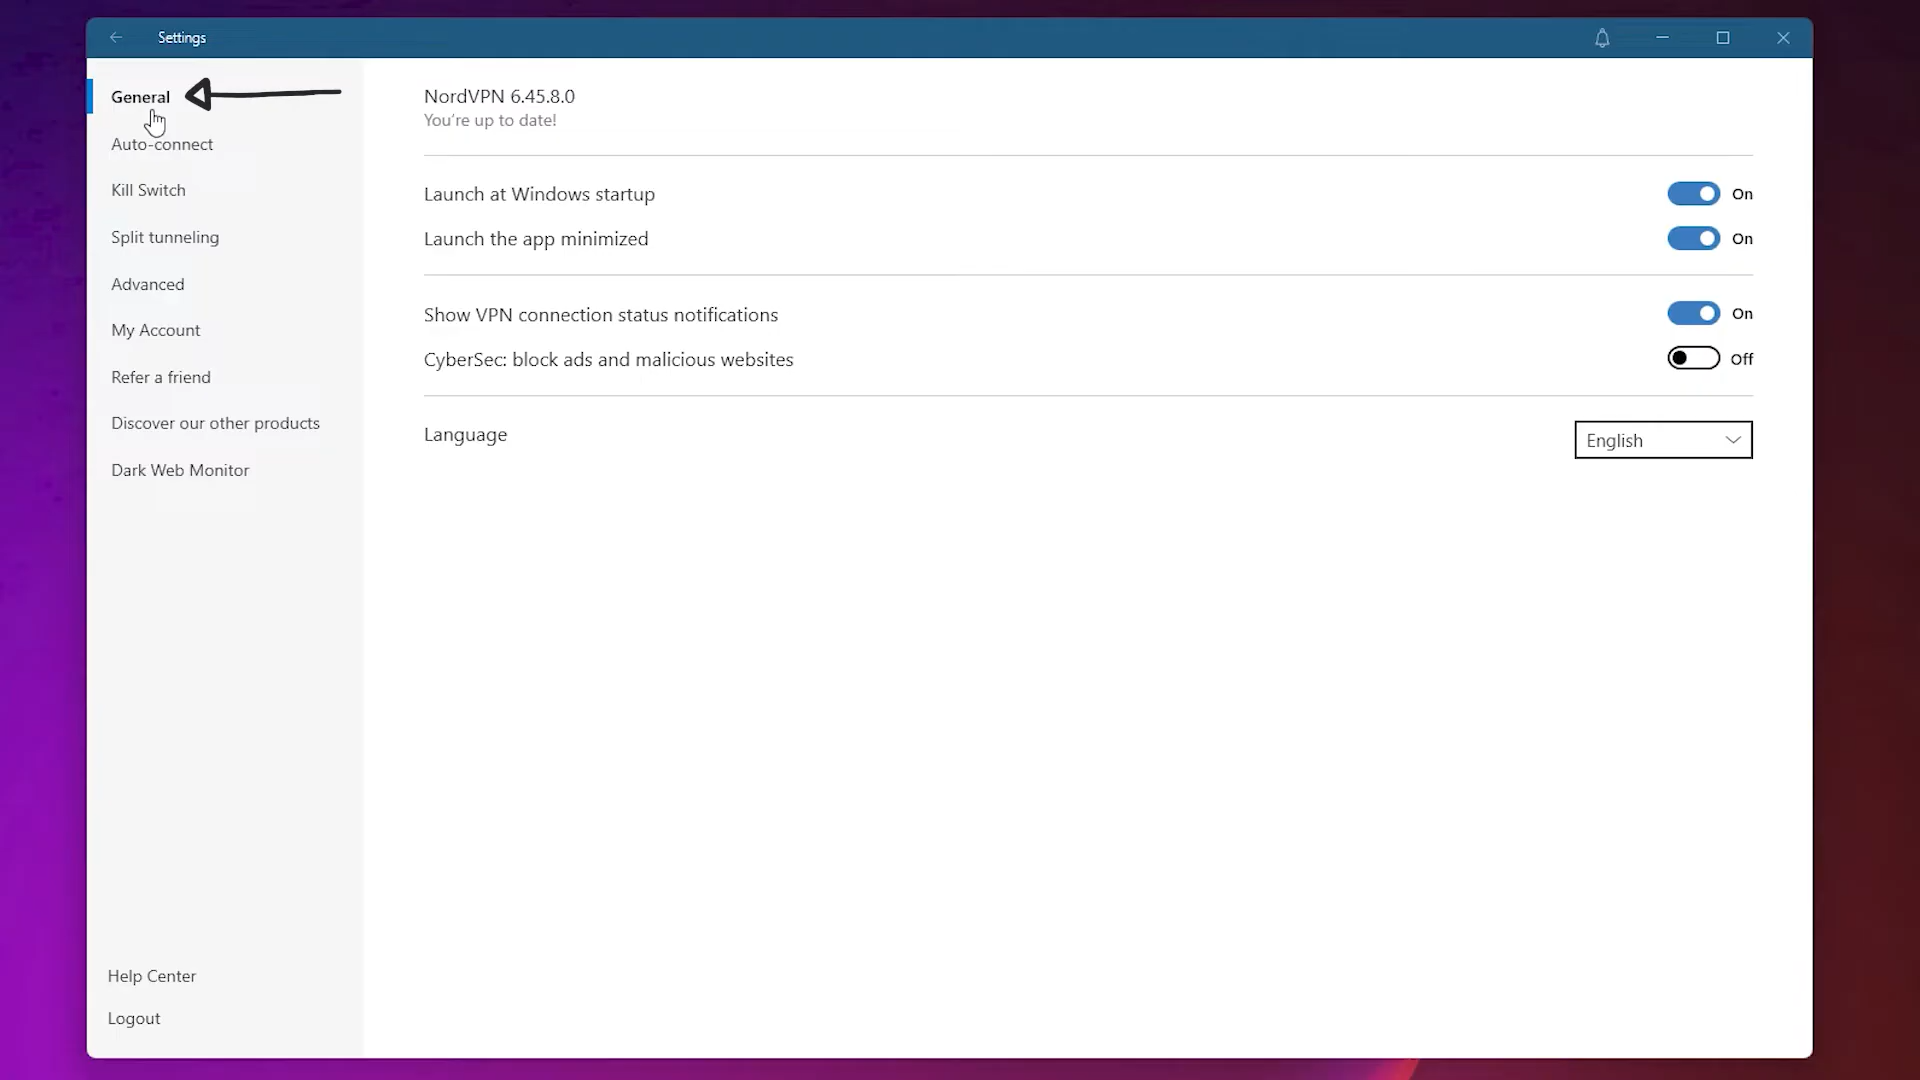 Settings
General
Auto-connect
Kill Switch
Split tunneling
Advanced
My Account
Refer a friend
Discover our other products
Dark Web Monitor
Help Center
Logout
NordVPN 6.45.8.0
You're up to date!
Launch at Windows startup On
Launch the app minimized On
Show VPN connection status notifications On
CyberSec: block ads and malicious websites Off
Language English